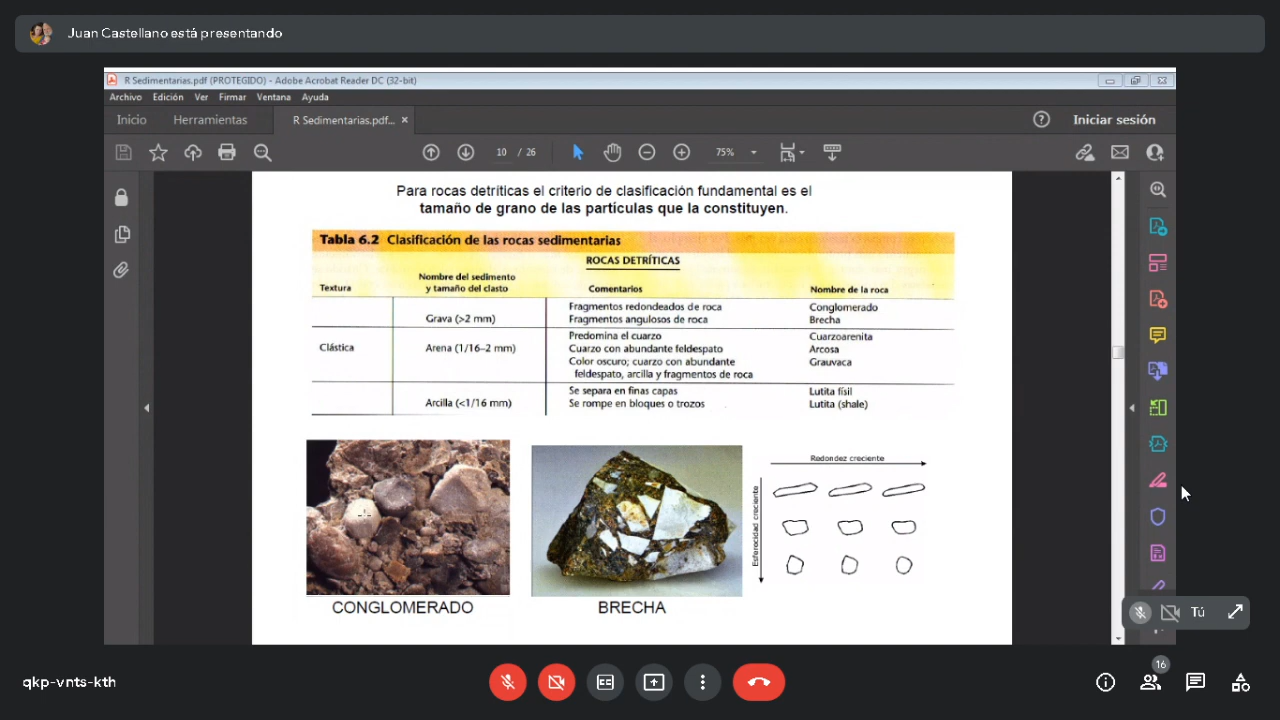 Juan Castellano está presentando
R Sedimentarias.pdf (PROTEGIDO) - Adobe Acrobat Reader DC (32-bit)
Archivo Edición Ver Firmar Ventana Ayuda
Inicio Herramientas R Sedimentarias.pdf... × Iniciar sesión
10 / 26 75%
Para rocas detríticas el criterio de clasificación fundamental es el
tamaño de grano de las partículas que la constituyen.
Tabla 6.2 Clasificación de las rocas sedimentarias
ROCAS DETRÍTICAS
Nombre del sedimento
Textura y tamaño del clasto Comentarios Nombre de la roca
Fragmentos redondeados de roca Conglomerado
Grava (>2 mm) Fragmentos angulosos de roca Brecha
Predomina el cuarzo Cuarzoarenita
Clástica Arena (1/16–2 mm) Cuarzo con abundante feldespato Arcosa
Color oscuro; cuarzo con abundante Grauvaca
feldespato, arcilla y fragmentos de roca
Se separa en finas capas Lutita físil
Arcilla (<1/16 mm) Se rompe en bloques o trozos Lutita (shale)
Redondez creciente
Esferocidad creciente
CONGLOMERADO BRECHA
Tú
16
qkp-vnts-kth